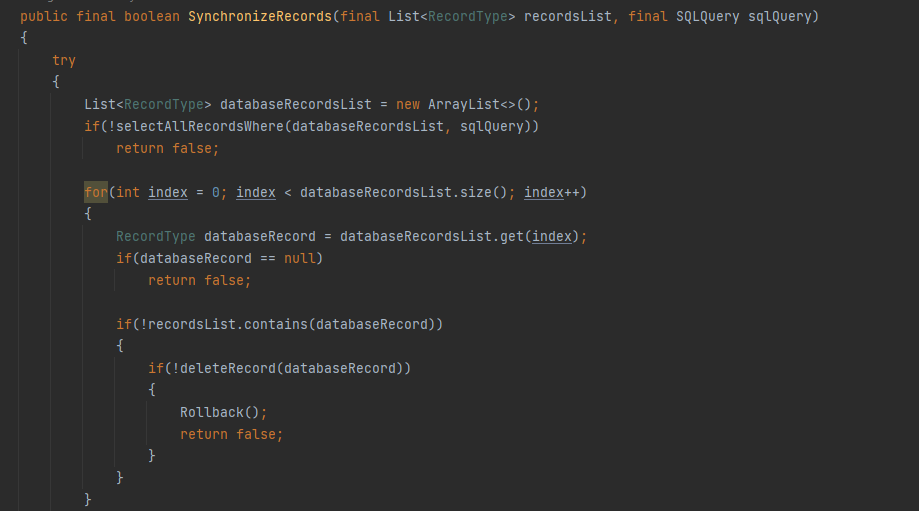 public final boolean SynchronizeRecords(final List<RecordType> recordsList, final SQLQuery sqlQuery)
{
try
{
List<RecordType> databaseRecordsList = new ArrayList<>();
if(!selectAllRecordsWhere(databaseRecordsList, sqlQuery))
return false;
for(int index = 0; index < databaseRecordsList.size(); index++)
{
RecordType databaseRecord = databaseRecordsList.get(index);
if(databaseRecord == null)
return false;
if(!recordsList.contains(databaseRecord))
{
if(!deleteRecord(databaseRecord))
{
Rollback();
return false;
}
}
}